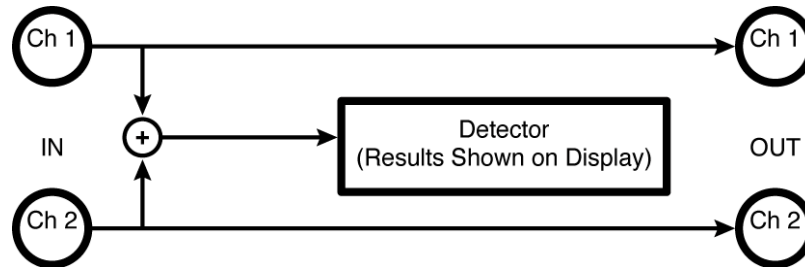 Ch 1
Ch 1
+
IN
Detector
(Results Shown on Display)
OUT
Ch 2
Ch 2